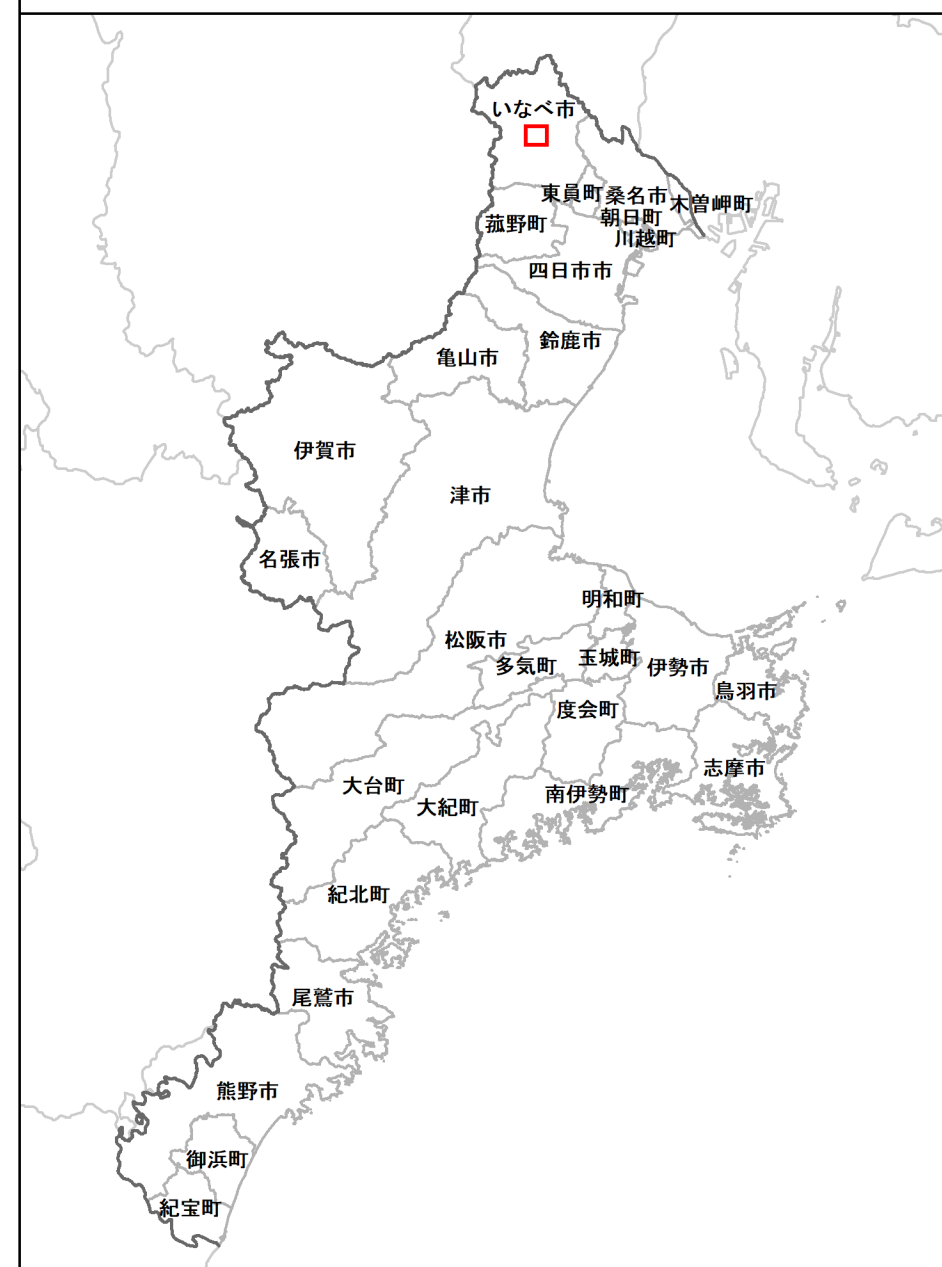 いなべ市
東員町
桑名市
木曽岬町
朝日町
菰野町
川越町
四日市市
鈴鹿市
亀山市
伊賀市
津市
名張市
明和町
松阪市
多気町
玉城町
伊勢市
鳥羽市
度会町
志摩市
大台町
南伊勢町
大紀町
紀北町
尾鷲市
熊野市
御浜町
紀宝町